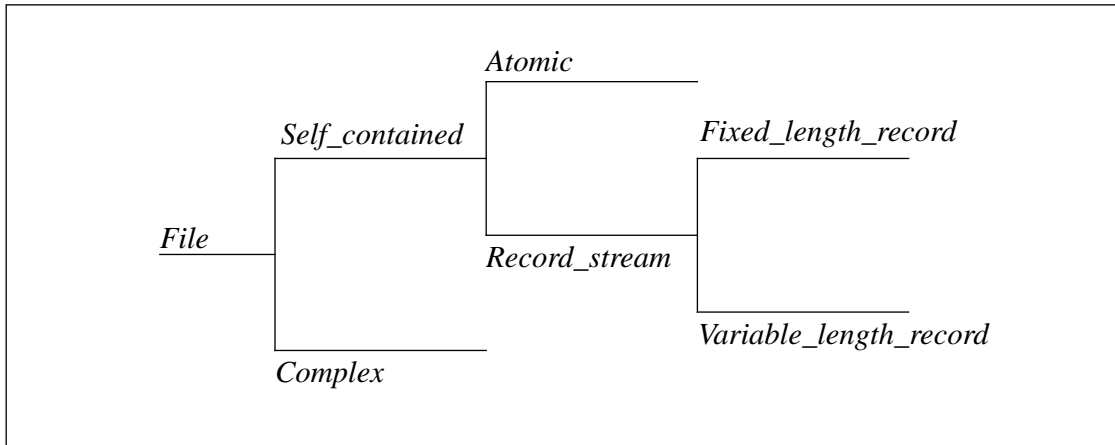 Atomic
Self_contained
Fixed_length_record
File
Record_stream
Variable_length_record
Complex